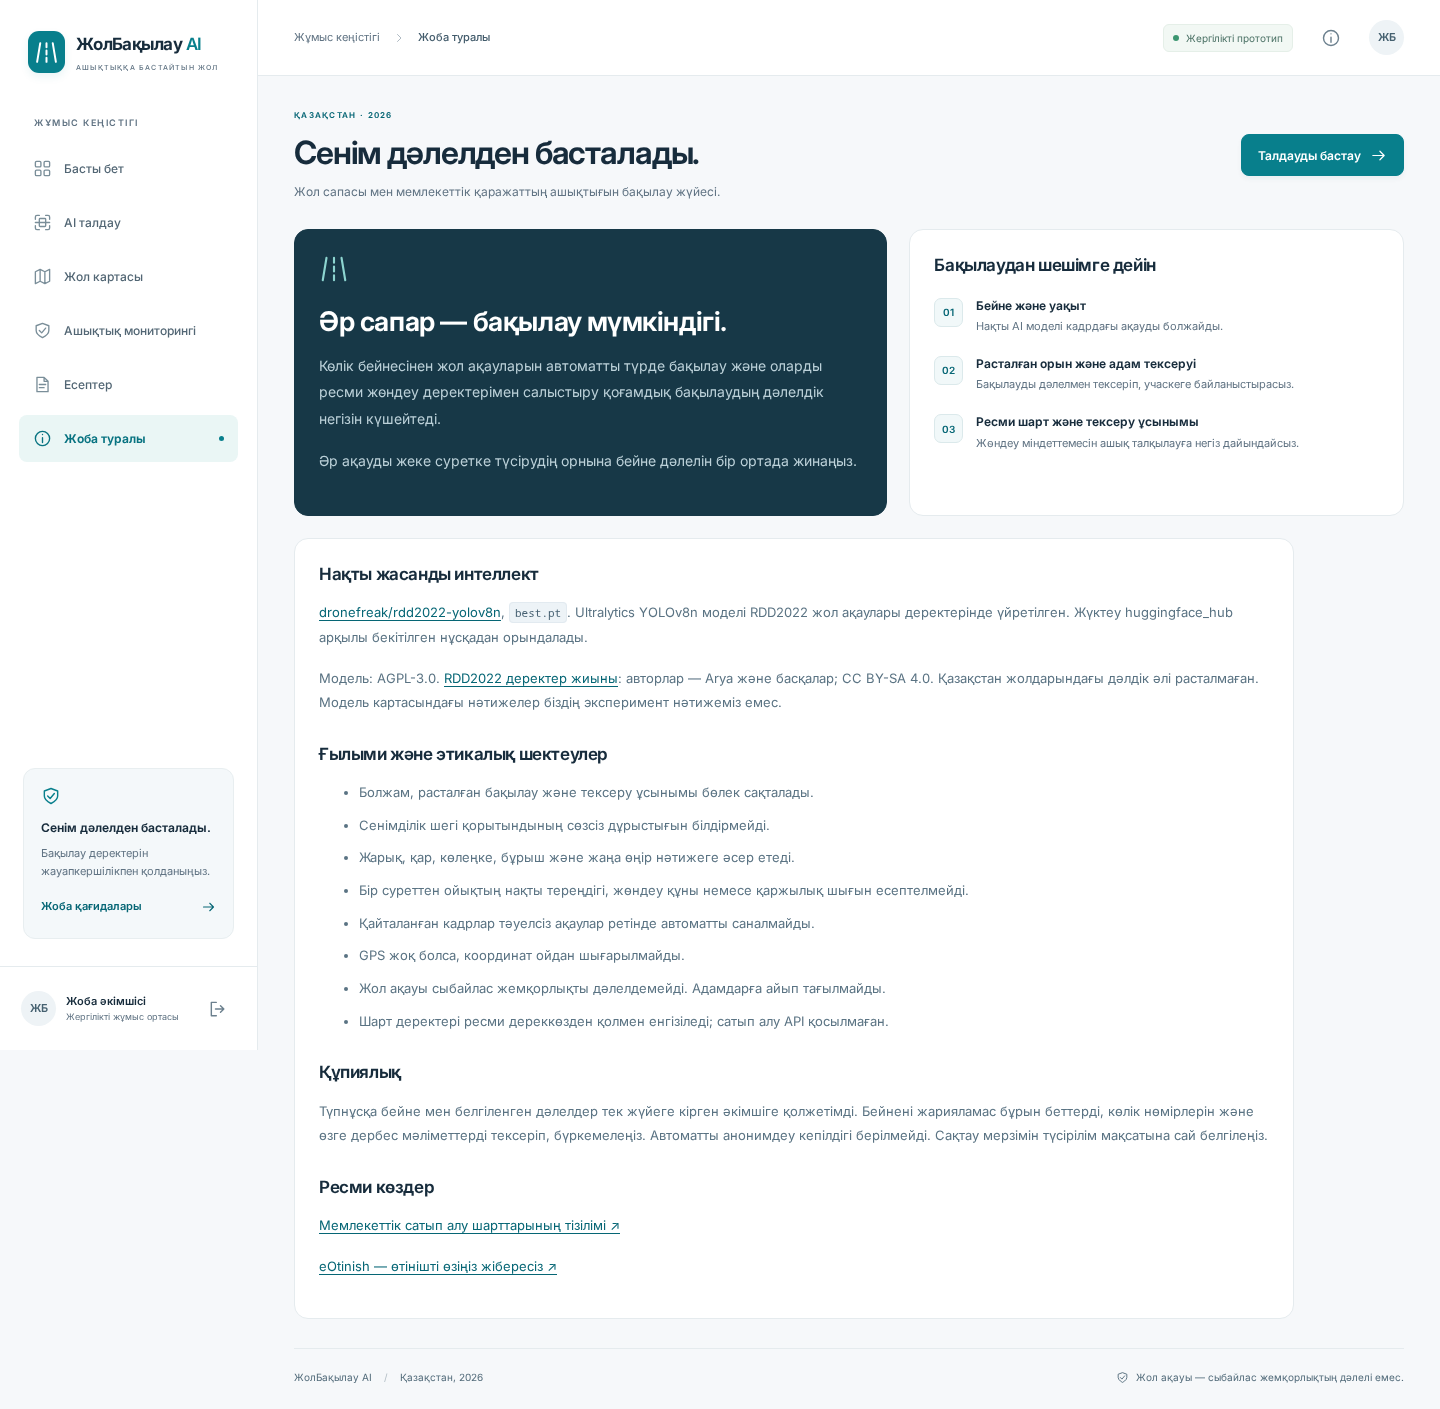 ЖолБақылау AI
АШЫҚТЫҚҚА БАСТАЙТЫН ЖОЛ
ЖҰМЫС КЕҢІСТІГІ
Басты бет
AI талдау
Жол картасы
Ашықтық мониторингі
Есептер
Жоба туралы
Сенім дәлелден басталады.
Бақылау деректерін
жауапкершілікпен қолданыңыз.
Жоба қағидалары
ЖБ
Жоба әкімшісі
Жергілікті жұмыс ортасы
Жұмыс кеңістігі
Жоба туралы
Жергілікті прототип
ЖБ
ҚАЗАҚСТАН · 2026
Сенім дәлелден басталады.
Жол сапасы мен мемлекеттік қаражаттың ашықтығын бақылау жүйесі.
Талдауды бастау
Әр сапар — бақылау мүмкіндігі.
Көлік бейнесінен жол ақауларын автоматты түрде бақылау және оларды
ресми жөндеу деректерімен салыстыру қоғамдық бақылаудың дәлелдік
негізін күшейтеді.
Әр ақауды жеке суретке түсірудің орнына бейне дәлелін бір ортада жинаңыз.
Бақылаудан шешімге дейін
01
Бейне және уақыт
Нақты AI моделі кадрдағы ақауды болжайды.
02
Расталған орын және адам тексеруі
Бақылауды дәлелмен тексеріп, учаскеге байланыстырасыз.
03
Ресми шарт және тексеру ұсынымы
Жөндеу міндеттемесін ашық талқылауға негіз дайындайсыз.
Нақты жасанды интеллект
dronefreak/rdd2022-yolov8n, best.pt. Ultralytics YOLOv8n моделі RDD2022 жол ақаулары деректерінде үйретілген. Жүктеу huggingface_hub
арқылы бекітілген нұсқадан орындалады.
Модель: AGPL-3.0. RDD2022 деректер жиыны: авторлар — Arya және басқалар; CC BY-SA 4.0. Қазақстан жолдарындағы дәлдік әлі расталмаған.
Модель картасындағы нәтижелер біздің эксперимент нәтижеміз емес.
Ғылыми және этикалық шектеулер
• Болжам, расталған бақылау және тексеру ұсынымы бөлек сақталады.
• Сенімділік шегі қорытындының сөзсіз дұрыстығын білдірмейді.
• Жарық, қар, көлеңке, бұрыш және жаңа өңір нәтижеге әсер етеді.
• Бір суреттен ойықтың нақты тереңдігі, жөндеу құны немесе қаржылық шығын есептелмейді.
• Қайталанған кадрлар тәуелсіз ақаулар ретінде автоматты саналмайды.
• GPS жоқ болса, координат ойдан шығарылмайды.
• Жол ақауы сыбайлас жемқорлықты дәлелдемейді. Адамдарға айып тағылмайды.
• Шарт деректері ресми дереккөзден қолмен енгізіледі; сатып алу API қосылмаған.
Құпиялық
Түпнұсқа бейне мен белгіленген дәлелдер тек жүйеге кірген әкімшіге қолжетімді. Бейнені жарияламас бұрын беттерді, көлік нөмірлерін және
өзге дербес мәліметтерді тексеріп, бүркемелеңіз. Автоматты анонимдеу кепілдігі берілмейді. Сақтау мерзімін түсірілім мақсатына сай белгілеңіз.
Ресми көздер
Мемлекеттік сатып алу шарттарының тізілімі ↗
eOtinish — өтінішті өзіңіз жібересіз ↗
ЖолБақылау AI / Қазақстан, 2026
Жол ақауы — сыбайлас жемқорлықтың дәлелі емес.